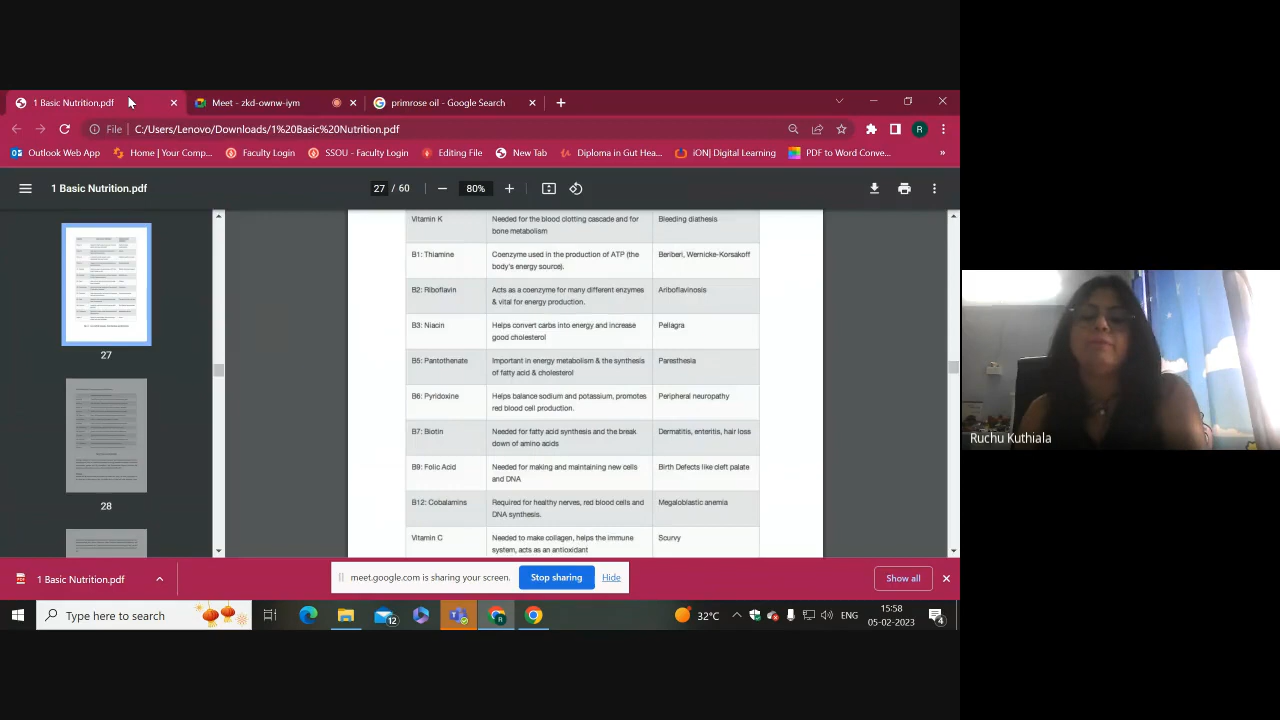 1 Basic Nutrition.pdf
Meet - zkd-ownw-iym
primrose oil - Google Search
File
C:/Users/Lenovo/Downloads/1%20Basic%20Nutrition.pdf
R
Outlook Web App
Home | Your Comp...
Faculty Login
SSOU - Faculty Login
Editing File
New Tab
Diploma in Gut Hea...
iON| Digital Learning
PDF to Word Conve...
»
1 Basic Nutrition.pdf
27 / 60
80%
Vitamin K
Needed for the blood clotting cascade and for
bone metabolism
Bleeding diathesis
B1: Thiamine
Coenzyme used in the production of ATP (the
body's energy source).
Beriberi, Wernicke-Korsakoff
B2: Riboflavin
Acts as a coenzyme for many different enzymes
& vital for energy production.
Ariboflavinosis
B3: Niacin
Helps convert carbs into energy and increase
good cholesterol
Pellagra
B5: Pantothenate
Important in energy metabolism & the synthesis
of fatty acid & cholesterol
Paresthesia
B6: Pyridoxine
Helps balance sodium and potassium, promotes
red blood cell production.
Peripheral neuropathy
B7: Biotin
Needed for fatty acid synthesis and the break
down of amino acids
Dermatitis, enteritis, hair loss
B9: Folic Acid
Needed for making and maintaining new cells
and DNA
Birth Defects like cleft palate
B12: Cobalamins
Required for healthy nerves, red blood cells and
DNA synthesis.
Megaloblastic anemia
Vitamin C
Needed to make collagen, helps the immune
system, acts as an antioxidant
Scurvy
27
28
Ruchu Kuthiala
1 Basic Nutrition.pdf
meet.google.com is sharing your screen.
Stop sharing
Hide
Show all
Type here to search
12
R
32°C
ENG
15:58
05-02-2023
4